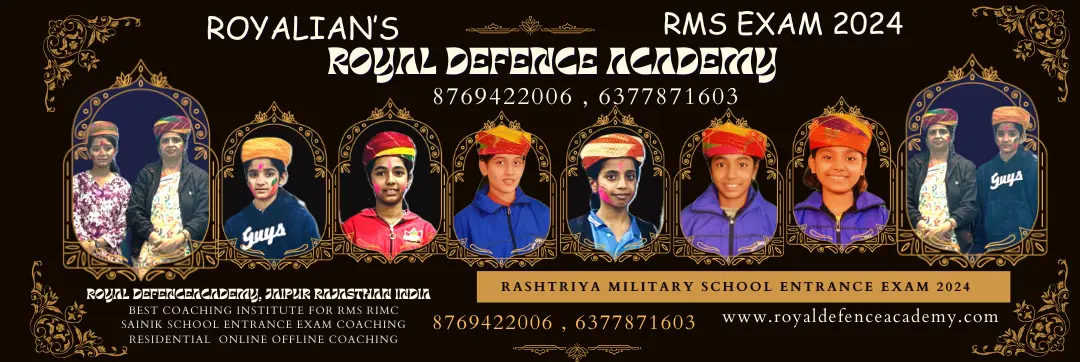 ROYALIAN'S
RMS EXAM 2024
ROYAL DEFENCE ACADEMY
8769422006 , 6377871603
Guys
Guys
ROYAL DEFENCEACADEMY, JAIPUR RAJASTHAN INDIA
BEST COACHING INSTITUTE FOR RMS RIMC
SAINIK SCHOOL ENTRANCE EXAM COACHING
RESIDENTIAL ONLINE OFFLINE COACHING
RASHTRIYA MILITARY SCHOOL ENTRANCE EXAM 2024
8769422006 , 6377871603
www.royaldefenceacademy.com